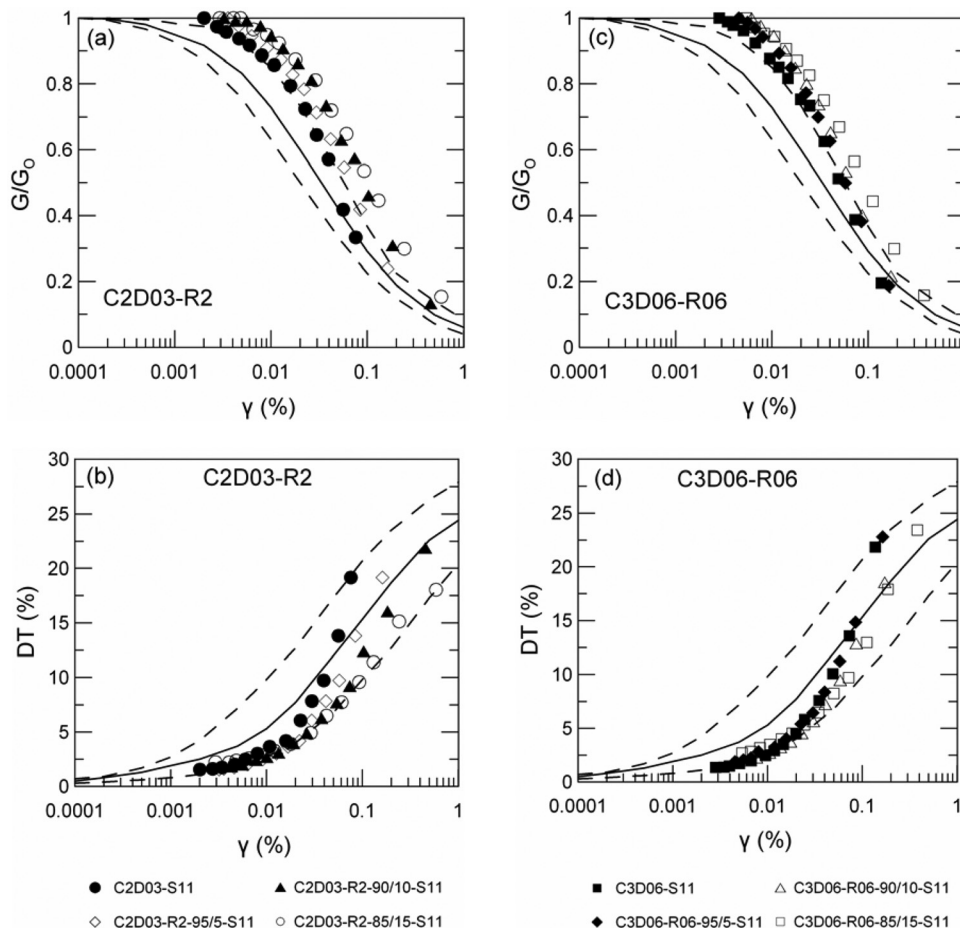 (a)
G/G₀
1
0.8
0.6
0.4
0.2
0
C2D03-R2
0.0001 0.001 0.01 0.1 1
γ (%)
(c)
G/G₀
1
0.8
0.6
0.4
0.2
0
C3D06-R06
0.0001 0.001 0.01 0.1
γ (%)
(b)
C2D03-R2
DT (%)
30
25
20
15
10
5
0
0.0001 0.001 0.01 0.1 1
γ (%)
(d)
C3D06-R06
DT (%)
30
25
20
15
10
5
0
0.0001 0.001 0.01 0.1 1
γ (%)
C2D03-S11 C2D03-R2-90/10-S11
C2D03-R2-95/5-S11 C2D03-R2-85/15-S11
C3D06-S11 C3D06-R06-90/10-S11
C3D06-R06-95/5-S11 C3D06-R06-85/15-S11